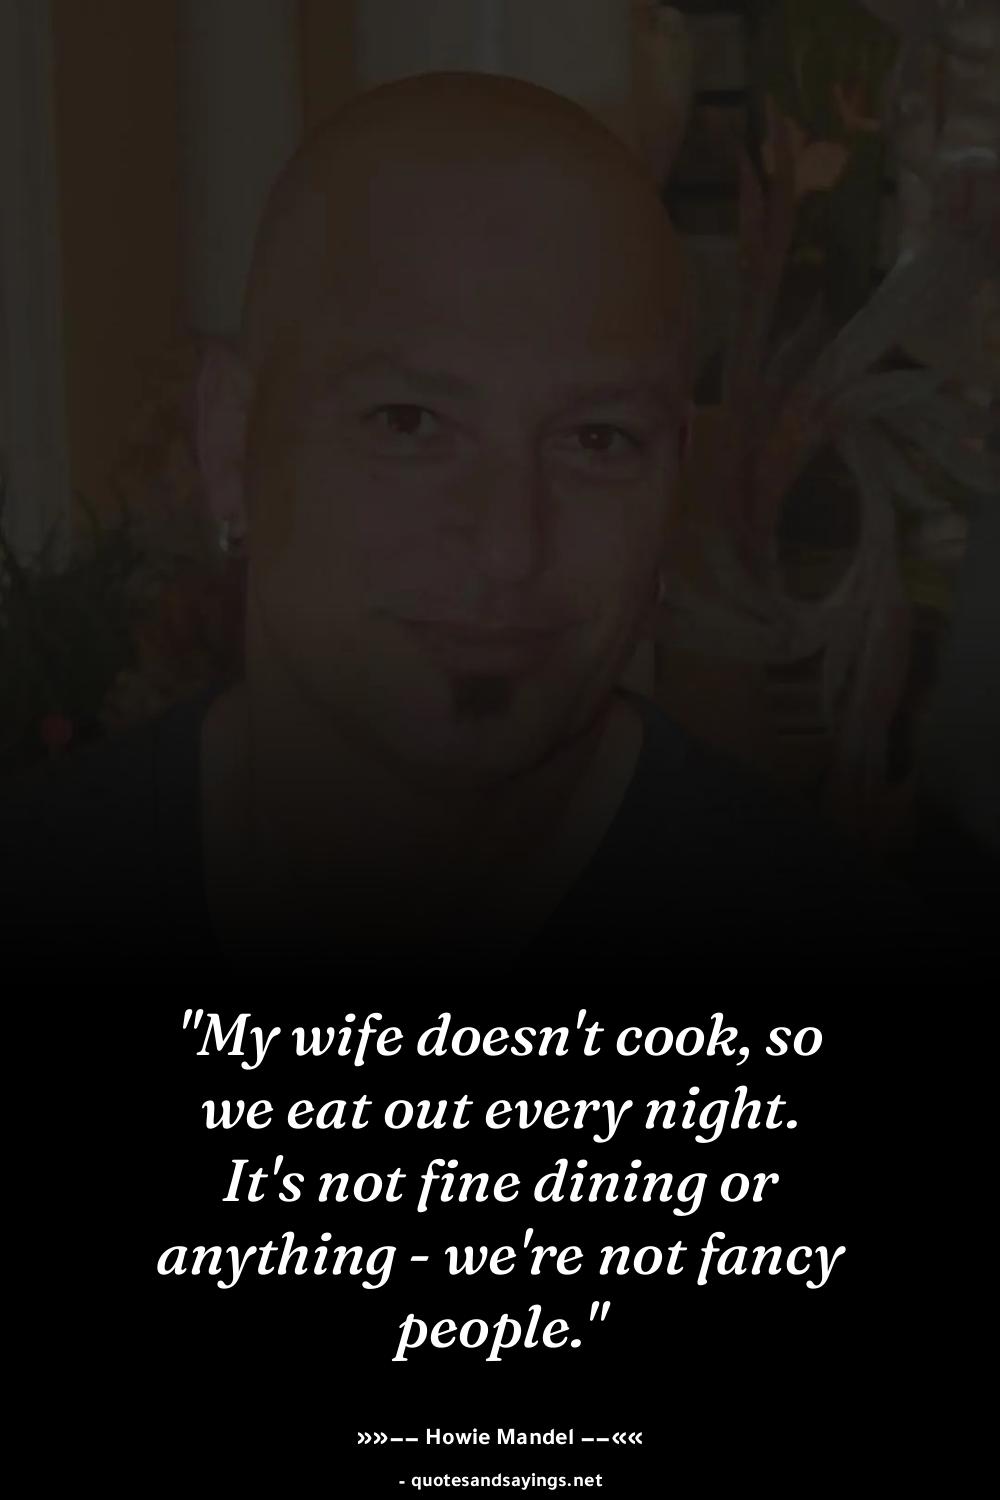 "My wife doesn't cook, so
we eat out every night.
It's not fine dining or
anything - we're not fancy
people."
»»−− Howie Mandel −−««
- quotesandsayings.net